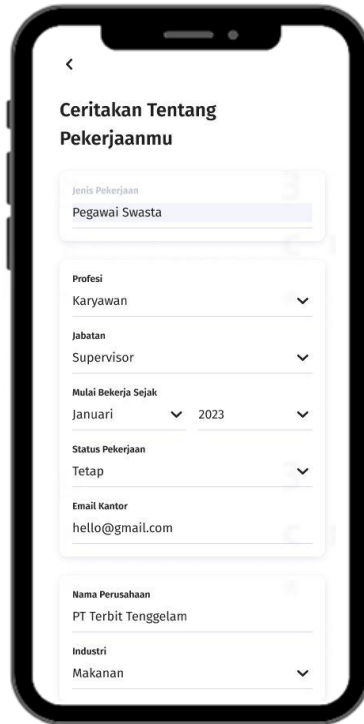 Ceritakan Tentang
Pekerjaanmu
Jenis Pekerjaan
Pegawai Swasta
Profesi
Karyawan
Jabatan
Supervisor
Mulai Bekerja Sejak
Januari 2023
Status Pekerjaan
Tetap
Email Kantor
hello@gmail.com
Nama Perusahaan
PT Terbit Tenggelam
Industri
Makanan